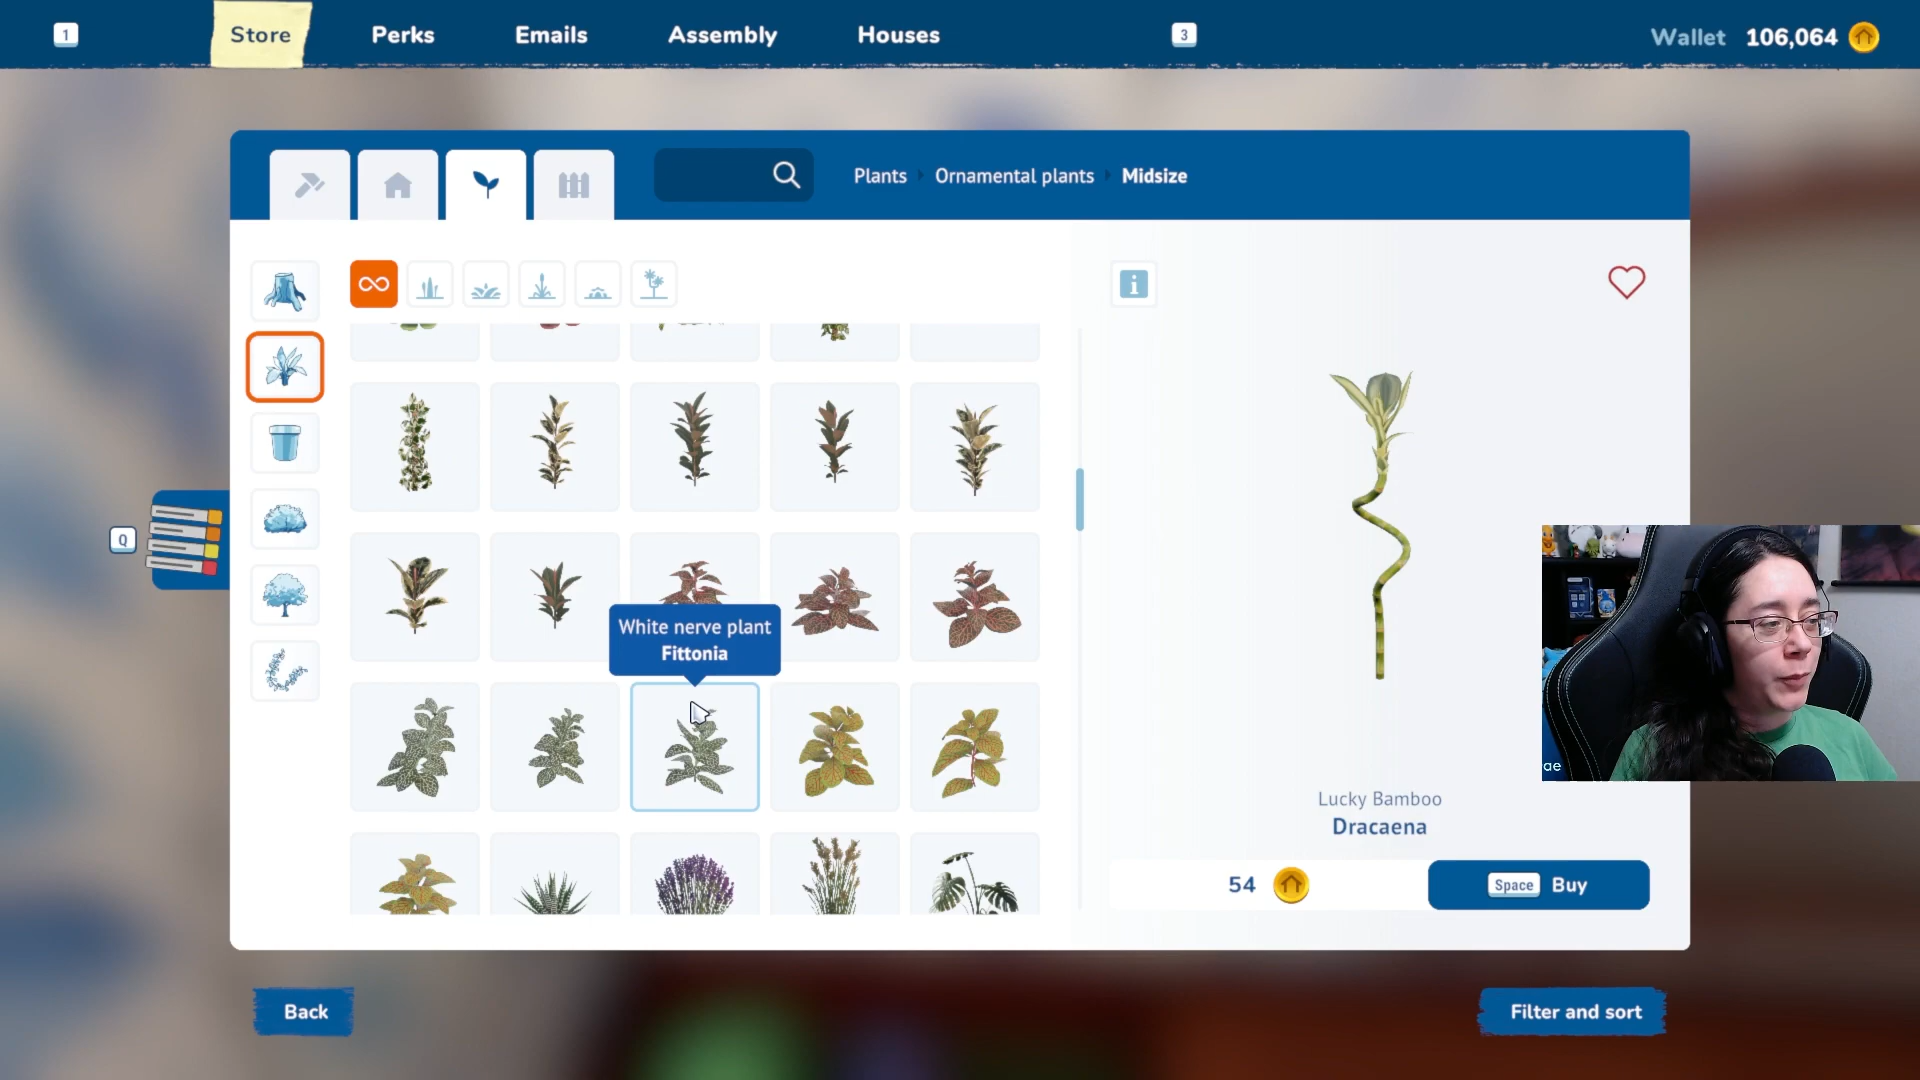 1
Store
Perks
Emails
Assembly
Houses
3
Wallet 106,064
Plants
Ornamental plants
Midsize
i
Q
White nerve plant
Fittonia
ae
Lucky Bamboo
Dracaena
54
Space Buy
Back
Filter and sort